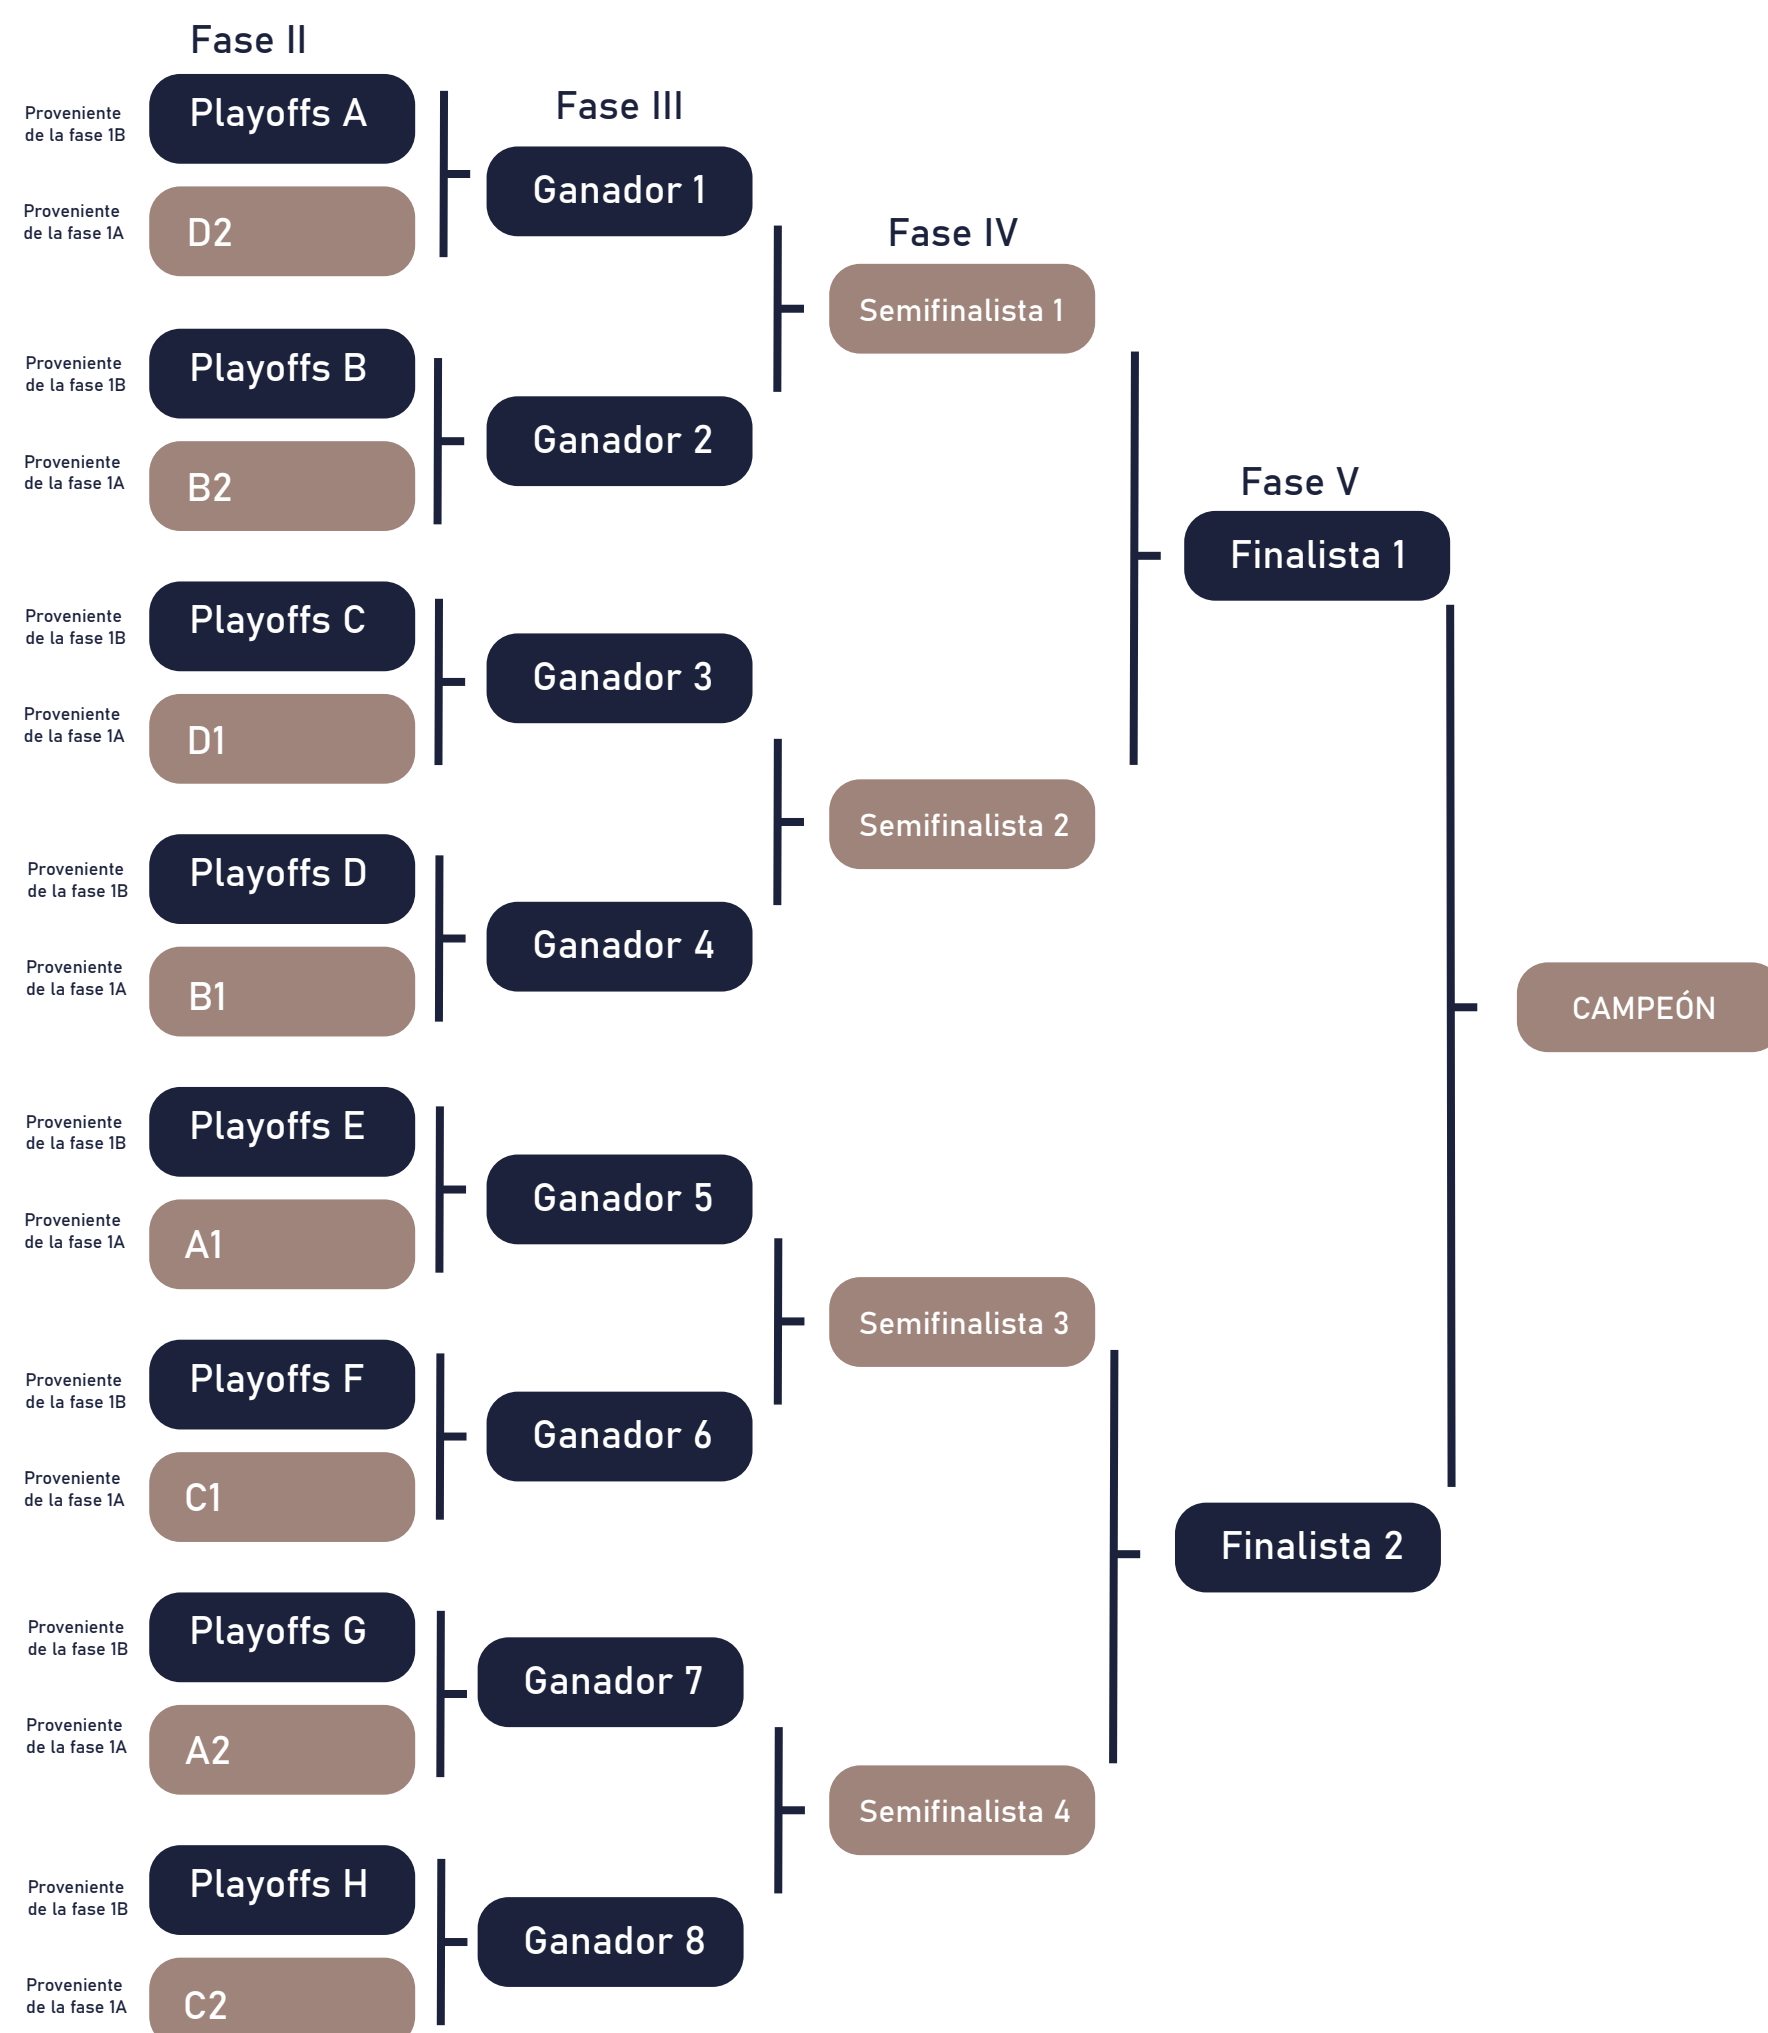 Fase II
Proveniente
de la fase 1B
Playoffs A
Proveniente
de la fase 1A
D2
Proveniente
de la fase 1B
Playoffs B
Proveniente
de la fase 1A
B2
Proveniente
de la fase 1B
Playoffs C
Proveniente
de la fase 1A
D1
Proveniente
de la fase 1B
Playoffs D
Proveniente
de la fase 1A
B1
Proveniente
de la fase 1B
Playoffs E
Proveniente
de la fase 1A
A1
Proveniente
de la fase 1B
Playoffs F
Proveniente
de la fase 1A
C1
Proveniente
de la fase 1B
Playoffs G
Proveniente
de la fase 1A
A2
Proveniente
de la fase 1B
Playoffs H
Proveniente
de la fase 1A
C2
Fase III
Ganador 1
Ganador 2
Ganador 3
Ganador 4
Ganador 5
Ganador 6
Ganador 7
Ganador 8
Fase IV
Semifinalista 1
Semifinalista 2
Semifinalista 3
Semifinalista 4
Fase V
Finalista 1
Finalista 2
CAMPEÓN